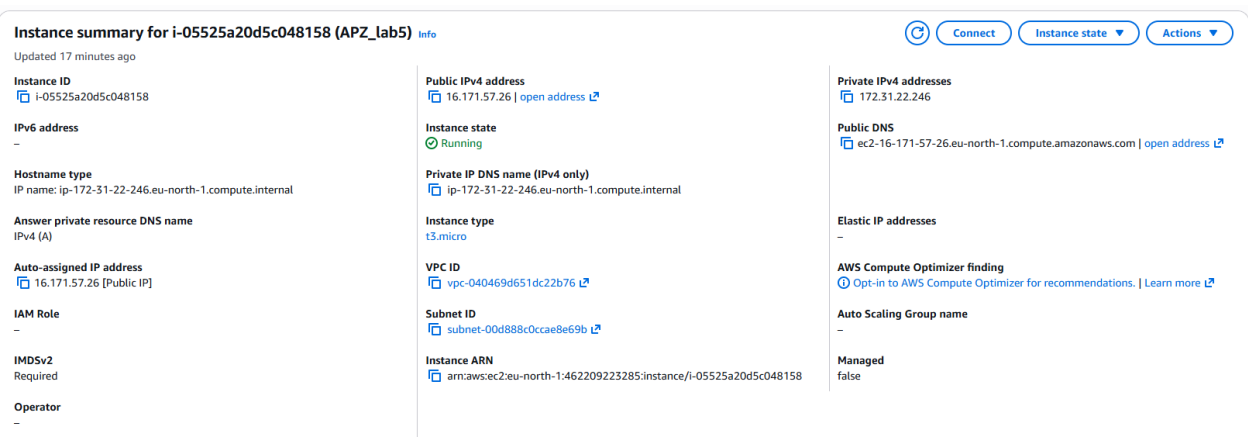 Instance summary for i-05525a20d5c048158 (APZ_lab5) Info
Connect
Instance state
Actions
Updated 17 minutes ago
Instance ID
i-05525a20d5c048158
Public IPv4 address
16.171.57.26 | open address
Private IPv4 addresses
172.31.22.246
IPv6 address
–
Instance state
Running
Public DNS
ec2-16-171-57-26.eu-north-1.compute.amazonaws.com | open address
Hostname type
IP name: ip-172-31-22-246.eu-north-1.compute.internal
Private IP DNS name (IPv4 only)
ip-172-31-22-246.eu-north-1.compute.internal
Answer private resource DNS name
IPv4 (A)
Instance type
t3.micro
Elastic IP addresses
–
Auto-assigned IP address
16.171.57.26 [Public IP]
VPC ID
vpc-040469d651dc22b76
AWS Compute Optimizer finding
Opt-in to AWS Compute Optimizer for recommendations. | Learn more
IAM Role
–
Subnet ID
subnet-00d888c0ccae8e69b
Auto Scaling Group name
–
IMDSv2
Required
Instance ARN
arn:aws:ec2:eu-north-1:462209223285:instance/i-05525a20d5c048158
Managed
false
Operator
–